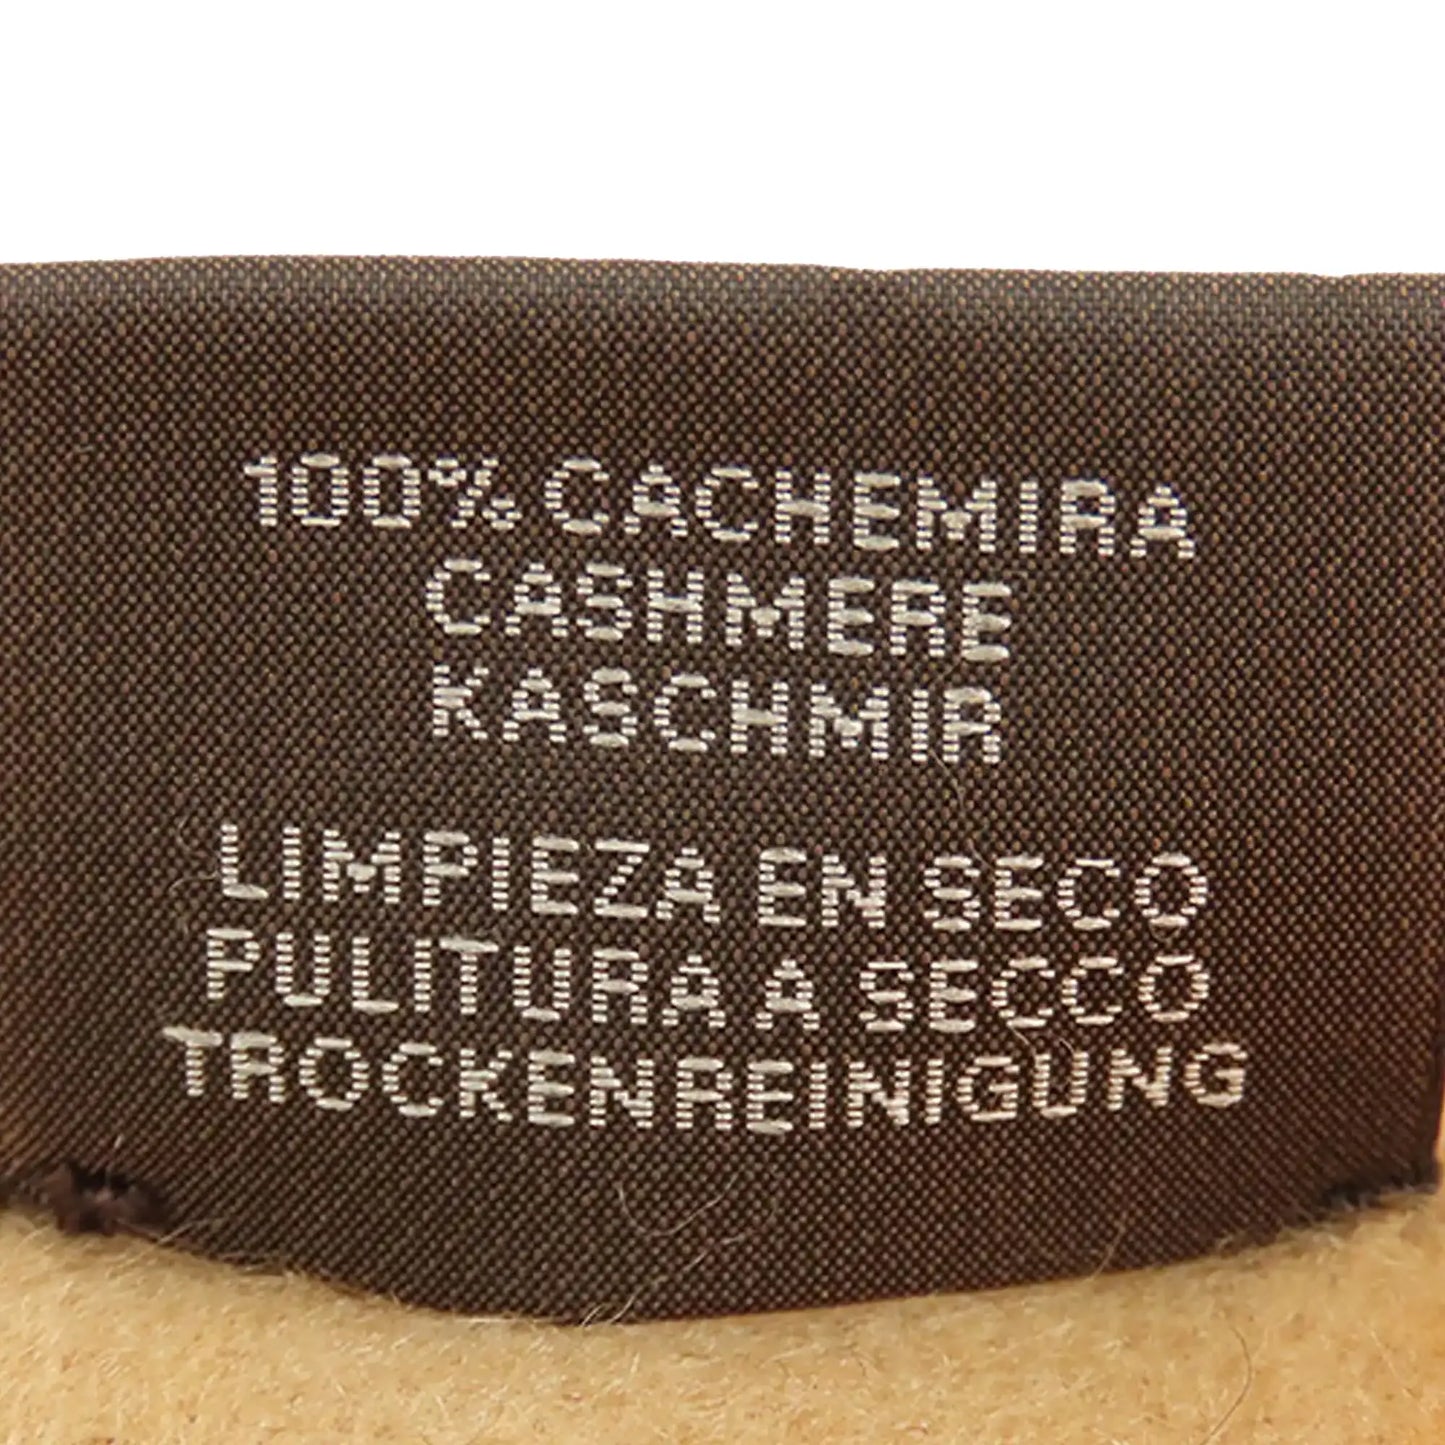 100% CACHEMIRA
CASHMERE
KASCHMIR
LIMPIEZA EN SECO
PULITURA A SECCO
TROCKENREINIGUNG